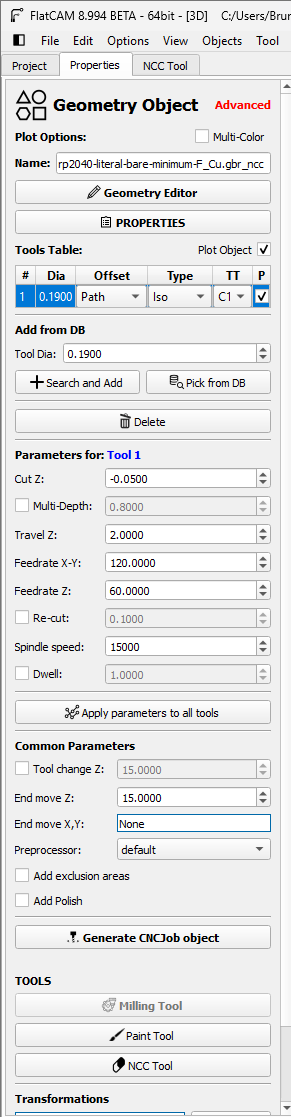 FlatCAM 8.994 BETA - 64bit - [3D] C:/Users/Brun
File Edit Options View Objects Tool
Project Properties NCC Tool
Geometry Object Advanced
Plot Options: Multi-Color
Name: rp2040-literal-bare-minimum-F_Cu.gbr_ncc
Geometry Editor
PROPERTIES
Tools Table: Plot Object
# Dia Offset Type TT P
1 0.1900 Path Iso C1
Add from DB
Tool Dia: 0.1900
Search and Add Pick from DB
Delete
Parameters for: Tool 1
Cut Z: -0.0500
Multi-Depth: 0.8000
Travel Z: 2.0000
Feedrate X-Y: 120.0000
Feedrate Z: 60.0000
Re-cut: 0.1000
Spindle speed: 15000
Dwell: 1.0000
Apply parameters to all tools
Common Parameters
Tool change Z: 15.0000
End move Z: 15.0000
End move X,Y: None
Preprocessor: default
Add exclusion areas
Add Polish
Generate CNCJob object
TOOLS
Milling Tool
Paint Tool
NCC Tool
Transformations